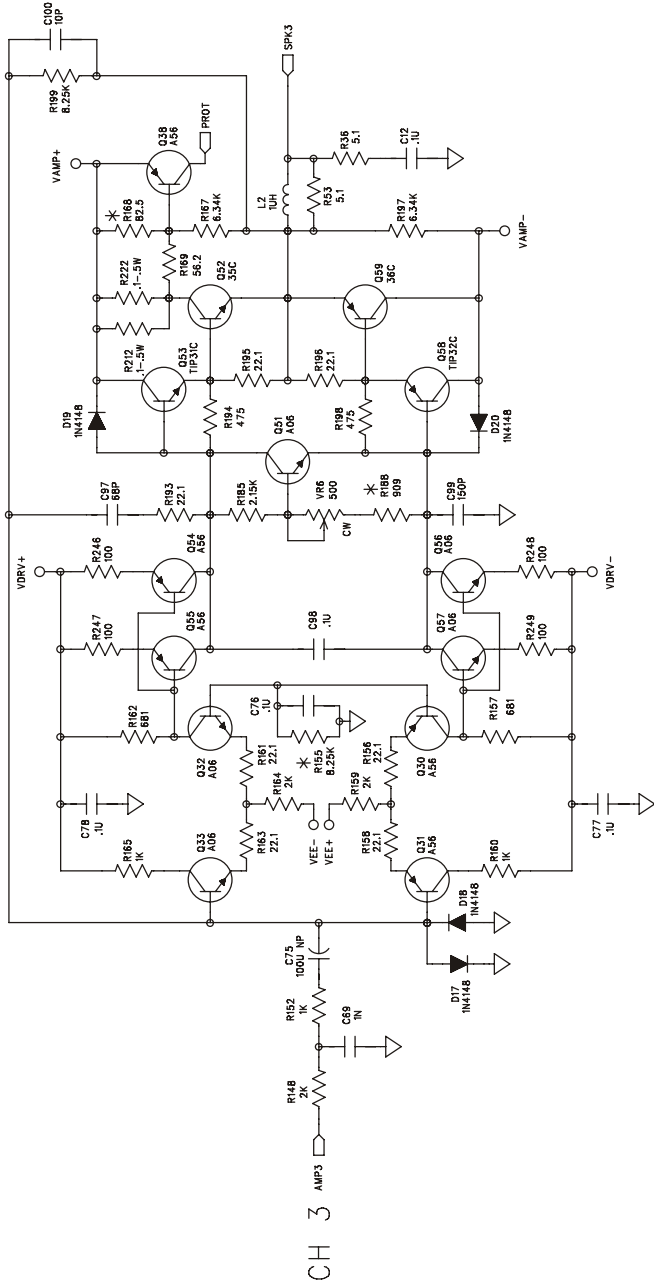 CH 3
AMP3
R148
2K
C69
1N
R152
1K
C75
100U NP
D17
1N4148
D18
1N4148
R165
1K
C78
.1U
Q33
A06
R163
22.1
R164
2K
VEE-
VEE+
R159
2K
R158
22.1
Q31
A56
R160
1K
C77
.1U
R162
681
Q32
A06
R161
22.1
C76
.1U
*
R155
8.25K
R156
22.1
Q30
A56
R157
681
VDRV+
R247
100
R246
100
Q55
A56
Q54
A56
C98
.1U
Q57
A06
Q56
A06
R249
100
R248
100
VDRV-
C97
68P
R193
22.1
R185
2.15K
VR6
500
CW
*
R188
909
C99
150P
D19
1N4148
Q51
A06
D20
1N4148
R194
475
R198
475
R212
.1-.5W
R222
.1-.5W
Q53
TIP31C
R195
22.1
R196
22.1
Q58
TIP32C
Q52
35C
Q59
36C
R169
56.2
*
R168
82.5
R167
6.34K
VAMP+
Q38
A56
PROT
L2
1UH
R53
5.1
R36
5.1
C12
.1U
R197
6.34K
VAMP-
R199
8.25K
C100
10P
SPK3